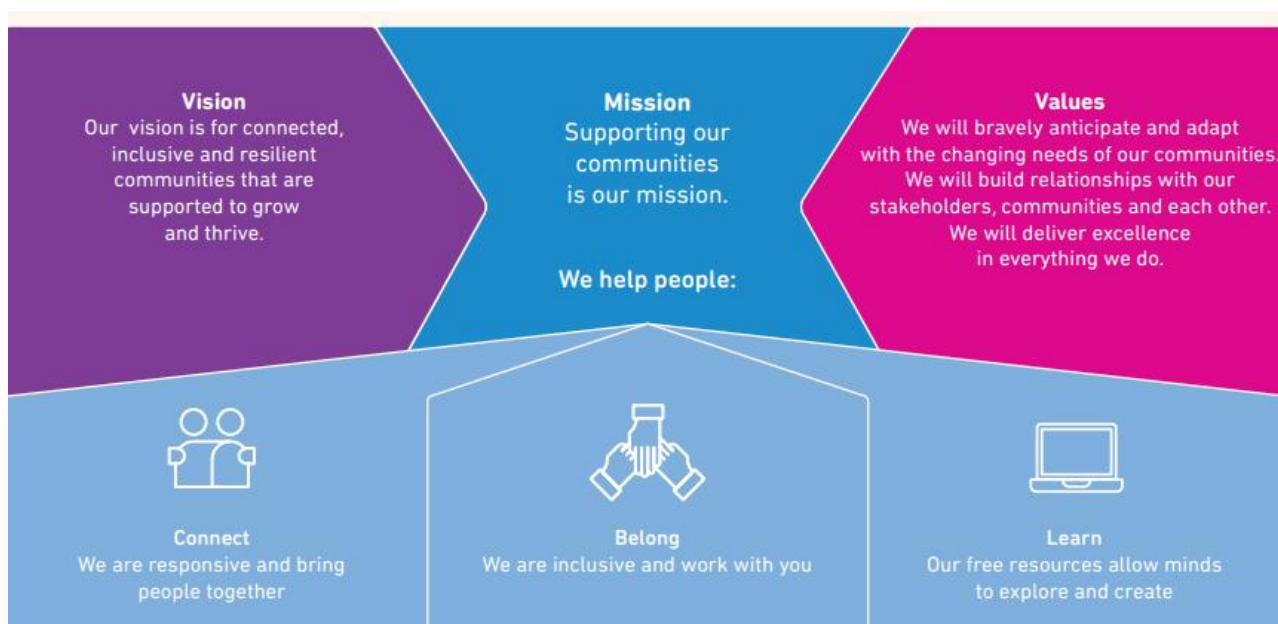 Vision
Our vision is for connected,
inclusive and resilient
communities that are
supported to grow
and thrive.
Mission
Supporting our
communities
is our mission.
We help people:
Values
We will bravely anticipate and adapt
with the changing needs of our communities.
We will build relationships with our
stakeholders, communities and each other.
We will deliver excellence
in everything we do.
Connect
We are responsive and bring
people together
Belong
We are inclusive and work with you
Learn
Our free resources allow minds
to explore and create